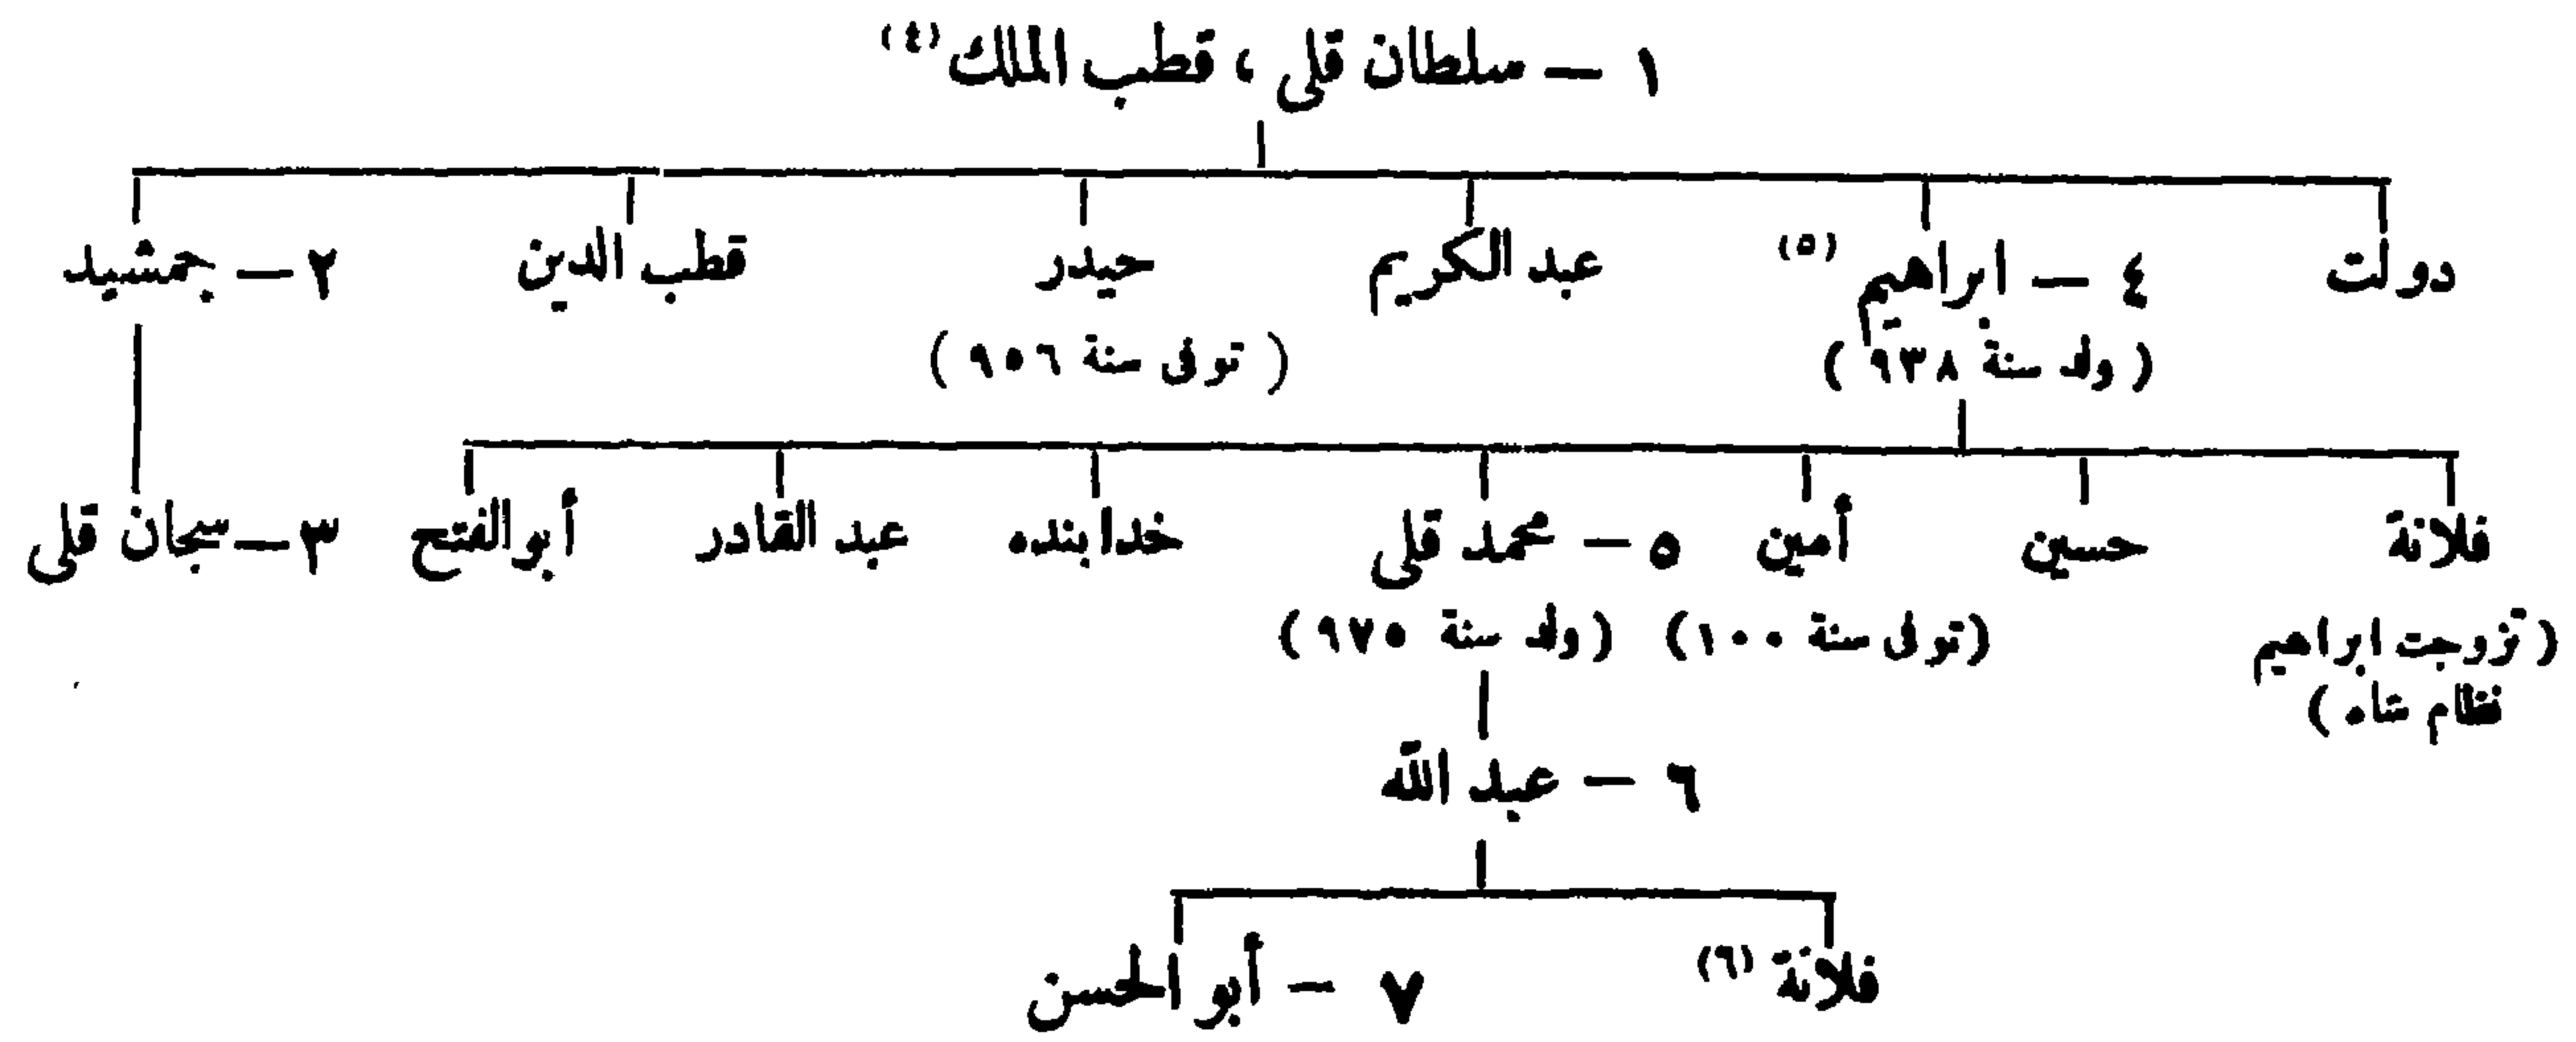 ١ — سلطان قلى ، قطب الملك (٤)
دولت
٤ — ابراهيم (٥)
( ولد سنة ٩٣٨ )
عبد الكريم
حيدر
( توفى سنة ٩٥٦ )
قطب الدين
٢ — جمشيد
فلانة
( تزوجت ابراهيم
نظام شاه )
حسين
أمين
(توفى سنة ١٠٠٠)
٥ — محمد قلى
( ولد سنة ٩٧٥ )
خدابنده
عبد القادر
أبو الفتح
٣ — سجان قلى
٦ — عبد الله
فلانة (٦)
٧ — أبو الحسن